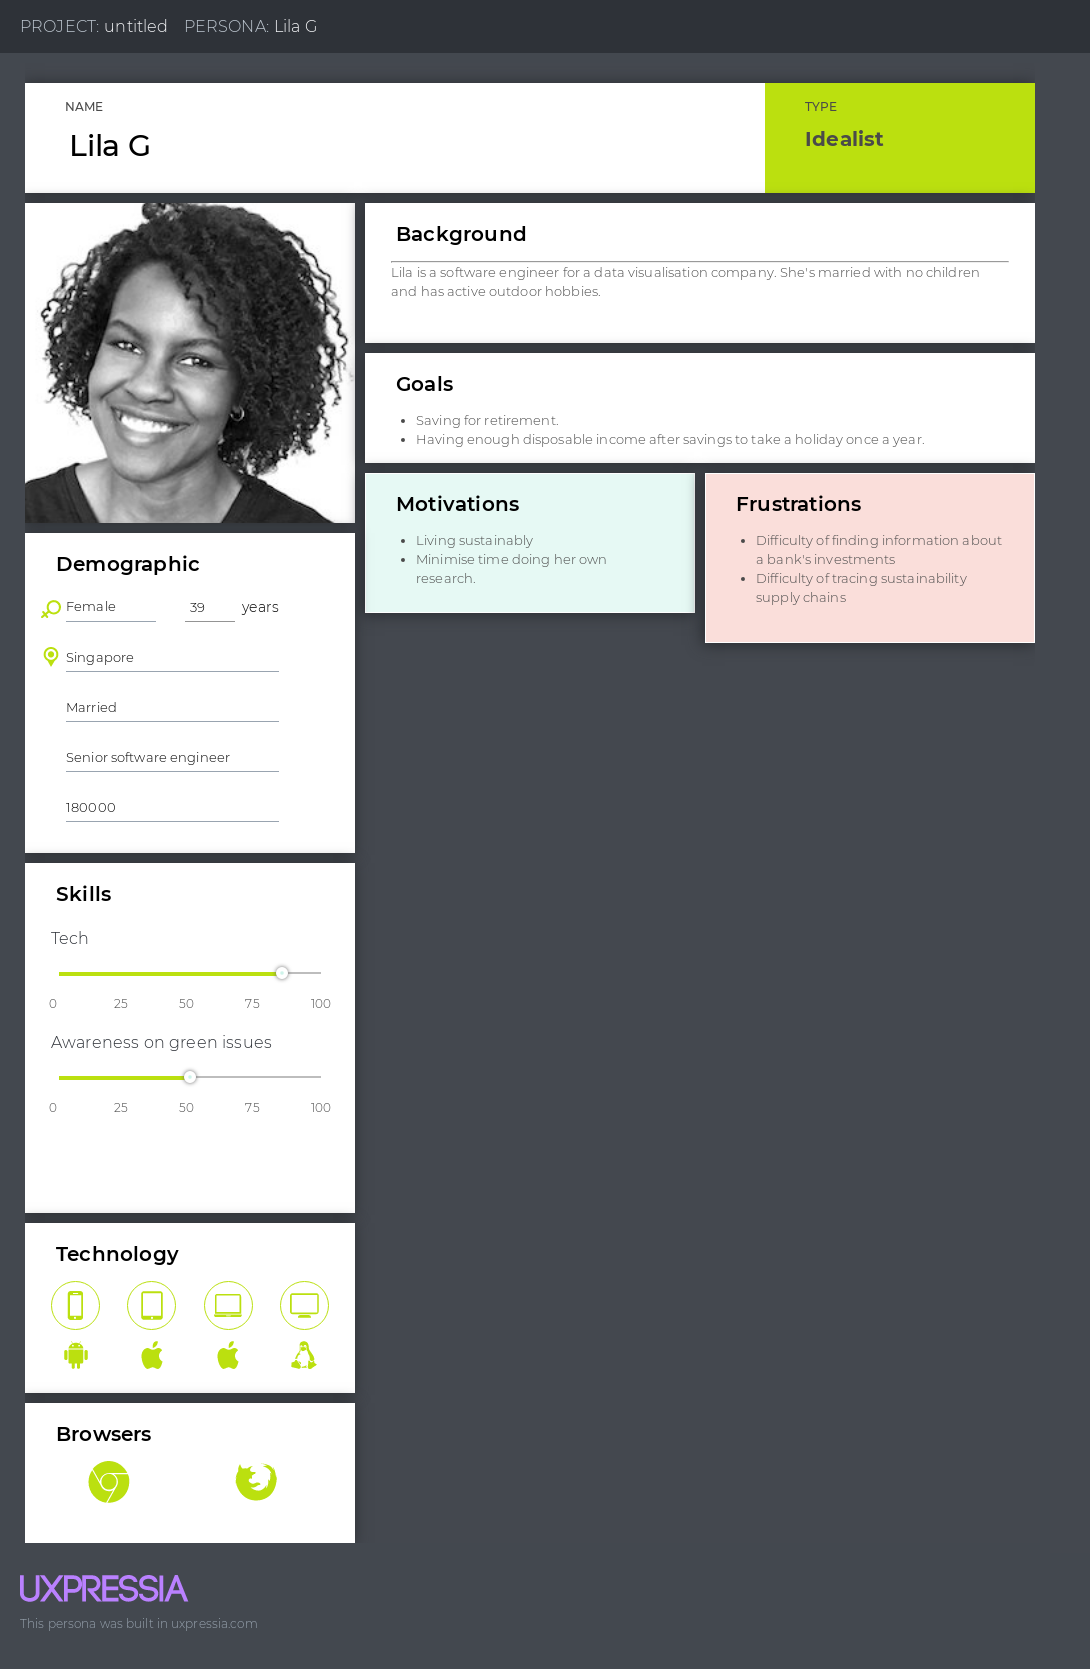 PROJECT: untitled PERSONA: Lila G
NAME
Lila G
TYPE
Idealist
Background
Lila is a software engineer for a data visualisation company. She's married with no children
and has active outdoor hobbies.
Goals
Saving for retirement.
Having enough disposable income after savings to take a holiday once a year.
Motivations
Living sustainably
Minimise time doing her own
research.
Frustrations
Difficulty of finding information about
a bank's investments
Difficulty of tracing sustainability
supply chains
Demographic
Female 39 years
Singapore
Married
Senior software engineer
180000
Skills
Tech
0 25 50 75 100
Awareness on green issues
0 25 50 75 100
Technology
Browsers
UXPRESSIA
This persona was built in uxpressia.com